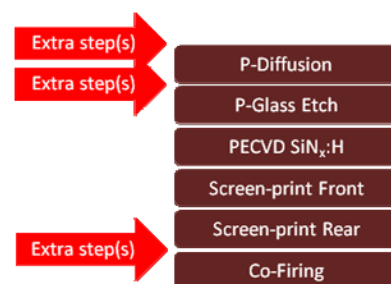 Extra step(s)
P-Diffusion
Extra step(s)
P-Glass Etch
PECVD SiNx:H
Screen-print Front
Screen-print Rear
Extra step(s)
Co-Firing